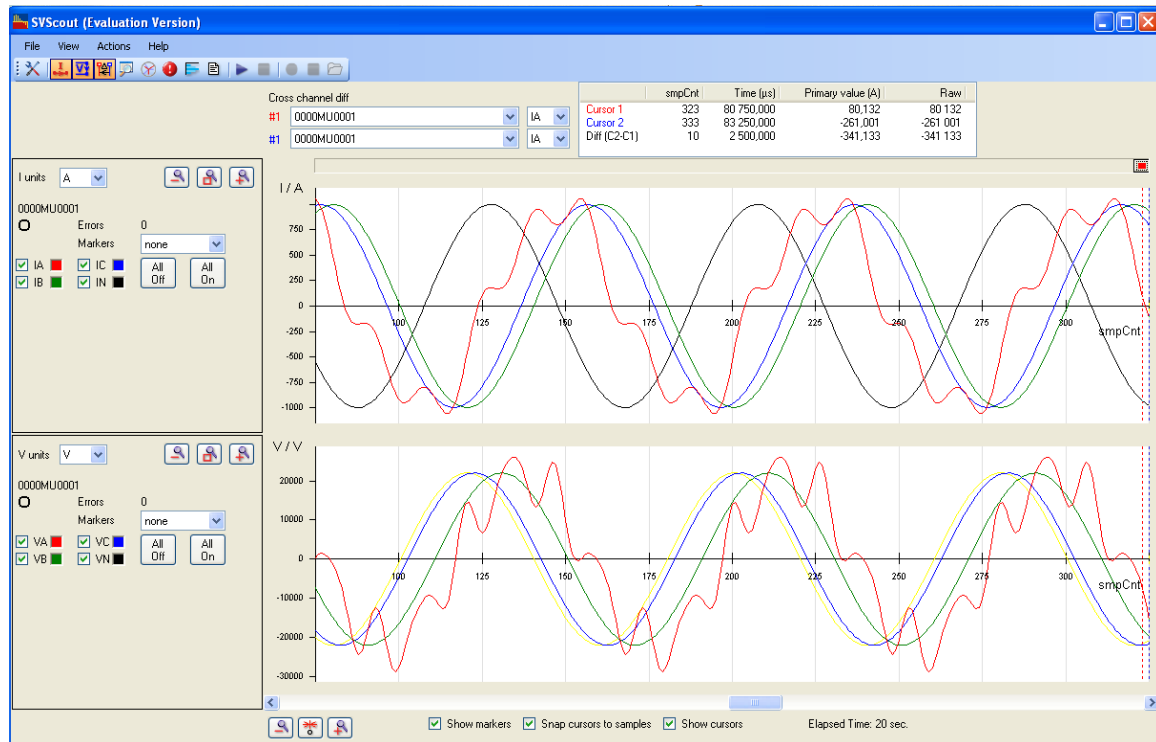 SVScout (Evaluation Version)
File View Actions Help
Cross channel diff
#1 0000MU0001 IA
#1 0000MU0001 IA
smpCnt Time (µs) Primary value (A) Raw
Cursor 1 323 80 750,000 80,132 80 132
Cursor 2 333 83 250,000 -261,001 -261 001
Diff (C2-C1) 10 2 500,000 -341,133 -341 133
I units A
0000MU0001
Errors 0
Markers none
IA IC All Off All On
IB IN
I / A
750
500
250
0
-250
-500
-750
-1000
100 125 150 175 200 225 250 275 300
smpCnt
V units V
0000MU0001
Errors 0
Markers none
VA VC All Off All On
VB VN
V / V
20000
10000
0
-10000
-20000
-30000
100 125 150 175 200 225 250 275 300
smpCnt
Show markers Snap cursors to samples Show cursors Elapsed Time: 20 sec.